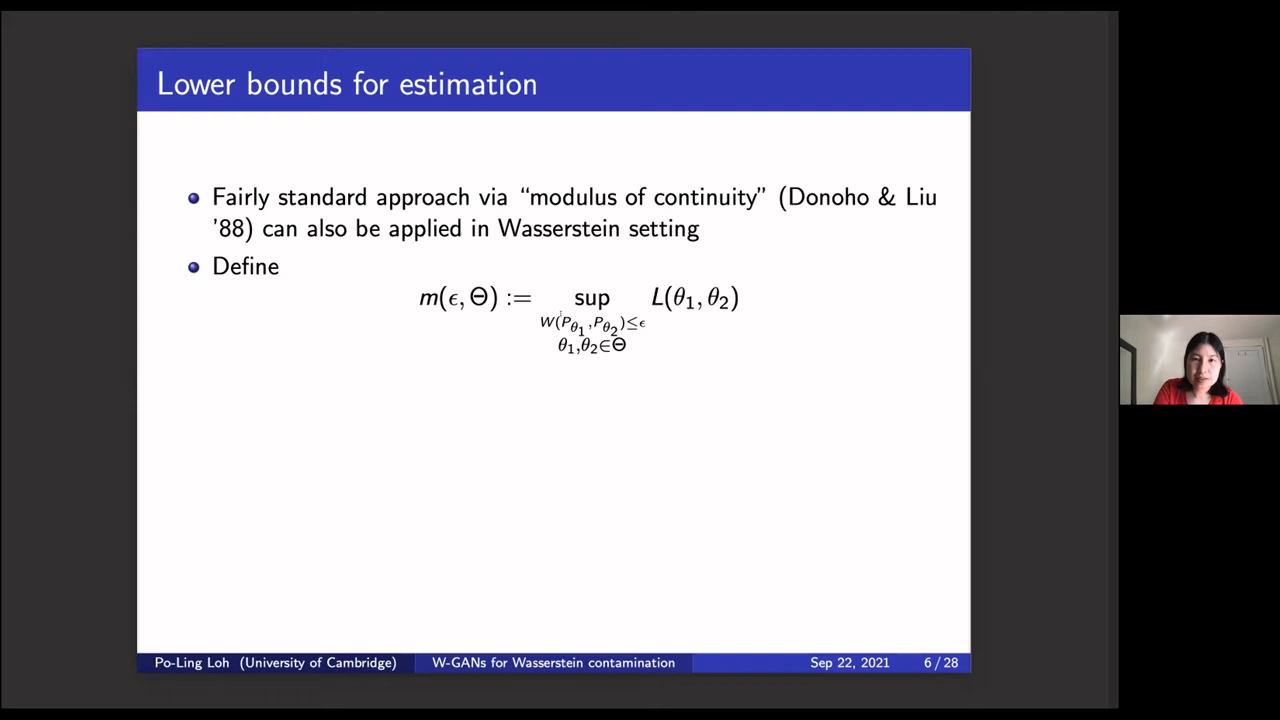 Lower bounds for estimation
Fairly standard approach via “modulus of continuity” (Donoho & Liu
’88) can also be applied in Wasserstein setting
Define
m(ϵ, Θ) := sup L(θ₁, θ₂)
W(P_θ₁, P_θ₂)≤ϵ
θ₁,θ₂∈Θ
Po-Ling Loh (University of Cambridge) W-GANs for Wasserstein contamination Sep 22, 2021 6 / 28